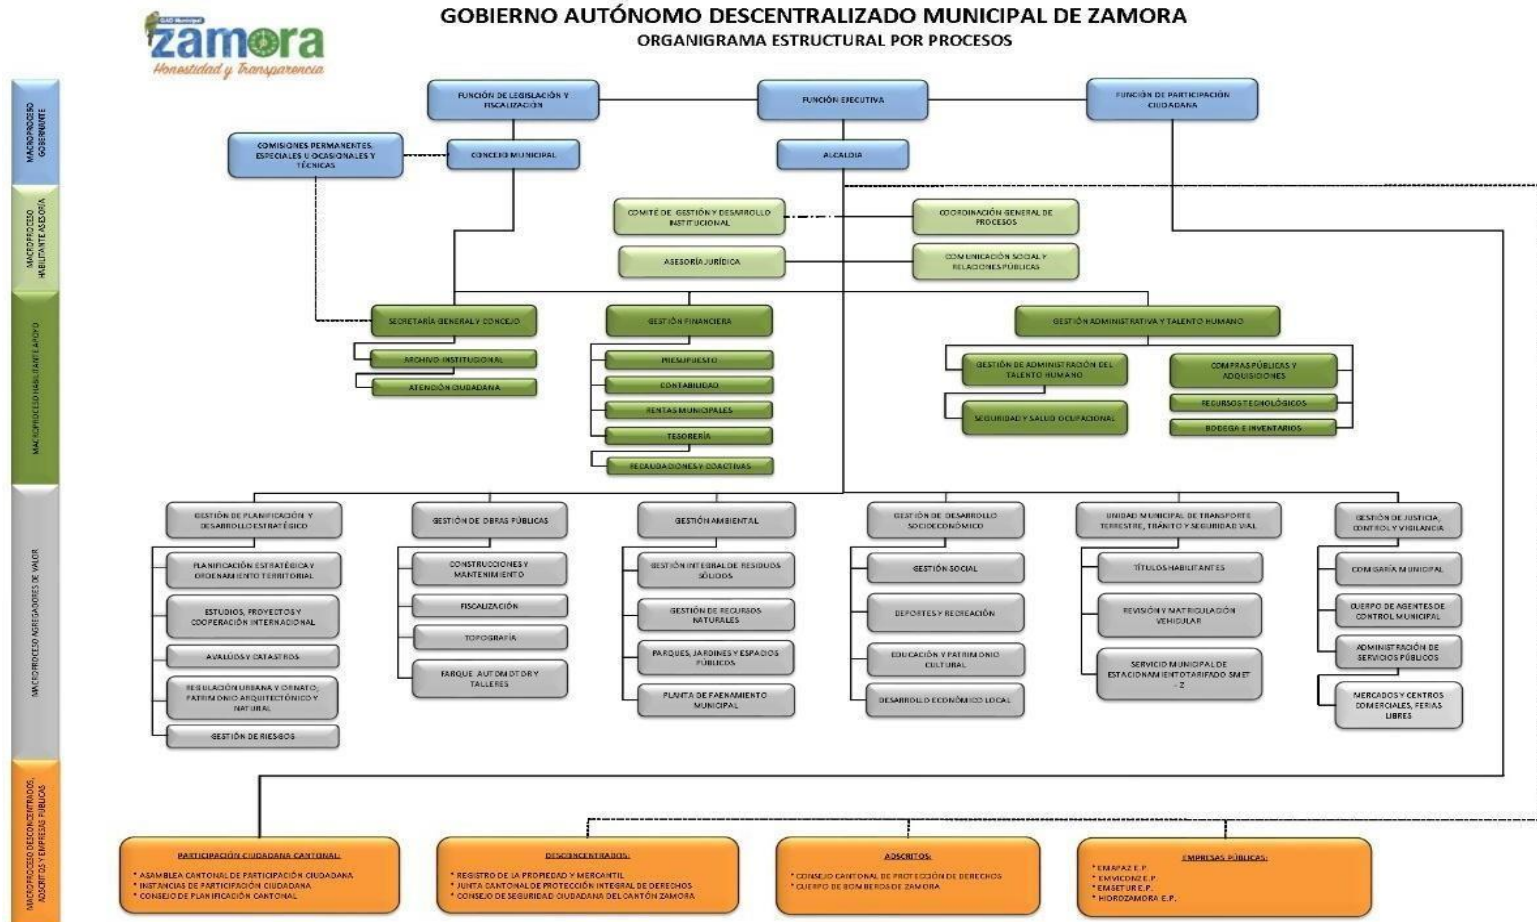 GOBIERNO AUTÓNOMO DESCENTRALIZADO MUNICIPAL DE ZAMORA
ORGANIGRAMA ESTRUCTURAL POR PROCESOS
GAD Municipal
zamora
Honestidad y Transparencia
MACROPROCESO
GOBERNANTE
FUNCIÓN DE LEGISLACIÓN Y
FISCALIZACIÓN
FUNCIÓN EJECUTIVA
FUNCIÓN DE PARTICIPACIÓN
CIUDADANA
COMISIONES PERMANENTES,
ESPECIALES U OCASIONALES Y
TÉCNICAS
CONCEJO MUNICIPAL
ALCALDIA
MACROPROCESO
HABILITANTE ASESORÍA
COMITÉ DE GESTIÓN Y DESARROLLO
INSTITUCIONAL
COORDINACIÓN GENERAL DE
PROCESOS
ASESORÍA JURÍDICA
COMUNICACIÓN SOCIAL Y
RELACIONES PÚBLICAS
MACROPROCESO HABILITANTE APOYO
SECRETARÍA GENERAL Y CONCEJO
ARCHIVO INSTITUCIONAL
ATENCIÓN CIUDADANA
GESTIÓN FINANCIERA
PRESUPUESTO
CONTABILIDAD
RENTAS MUNICIPALES
TESORERÍA
RECAUDACIONES Y COACTIVAS
GESTIÓN ADMINISTRATIVA Y TALENTO HUMANO
GESTIÓN DE ADMINISTRACIÓN DEL
TALENTO HUMANO
SEGURIDAD Y SALUD OCUPACIONAL
COMPRAS PÚBLICAS Y
ADQUISICIONES
RECURSOS TECNOLÓGICOS
BODEGA E INVENTARIOS
MACROPROCESO AGREGADORES DE VALOR
GESTIÓN DE PLANIFICACIÓN Y
DESARROLLO ESTRATÉGICO
PLANIFICACIÓN ESTRATÉGICA Y
ORDENAMIENTO TERRITORIAL
ESTUDIOS, PROYECTOS Y
COOPERACIÓN INTERNACIONAL
AVALÚOS Y CATASTROS
REGULACIÓN URBANA Y ORNATO,
PATRIMONIO ARQUITECTÓNICO Y
NATURAL
GESTIÓN DE RIESGOS
GESTIÓN DE OBRAS PÚBLICAS
CONSTRUCCIONES Y
MANTENIMIENTO
FISCALIZACIÓN
TOPOGRAFÍA
PARQUE AUTOMOTOR Y
TALLERES
GESTIÓN AMBIENTAL
GESTIÓN INTEGRAL DE RESIDUOS
SÓLIDOS
GESTIÓN DE RECURSOS
NATURALES
PARQUES, JARDINES Y ESPACIOS
PÚBLICOS
PLANTA DE FAENAMIENTO
MUNICIPAL
GESTIÓN DE DESARROLLO
SOCIOECONÓMICO
GESTIÓN SOCIAL
DEPORTES Y RECREACIÓN
EDUCACIÓN Y PATRIMONIO
CULTURAL
DESARROLLO ECONÓMICO LOCAL
UNIDAD MUNICIPAL DE TRANSPORTE
TERRESTRE, TRÁNSITO Y SEGURIDAD VIAL
TÍTULOS HABILITANTES
REVISIÓN Y MATRICULACIÓN
VEHICULAR
SERVICIO MUNICIPAL DE
ESTACIONAMIENTO TARIFADO SMET
- Z
GESTIÓN DE JUSTICIA,
CONTROL Y VIGILANCIA
COMISARÍA MUNICIPAL
CUERPO DE AGENTES DE
CONTROL MUNICIPAL
ADMINISTRACIÓN DE
SERVICIOS PÚBLICOS
MERCADOS Y CENTROS
COMERCIALES, FERIAS
LIBRES
MACROPROCESO DESCONCENTRADOS,
ADSCRITOS Y EMPRESAS PÚBLICAS
PARTICIPACIÓN CIUDADANA CANTONAL:
* ASAMBLEA CANTONAL DE PARTICIPACIÓN CIUDADANA
* INSTANCIAS DE PARTICIPACIÓN CIUDADANA
* CONSEJO DE PLANIFICACIÓN CANTONAL
DESCONCENTRADOS:
* REGISTRO DE LA PROPIEDAD Y MERCANTIL
* JUNTA CANTONAL DE PROTECCIÓN INTEGRAL DE DERECHOS
* CONSEJO DE SEGURIDAD CIUDADANA DEL CANTÓN ZAMORA
ADSCRITOS:
* CONSEJO CANTONAL DE PROTECCIÓN DE DERECHOS
* CUERPO DE BOMBEROS DE ZAMORA
EMPRESAS PÚBLICAS:
* EMAPAZ E.P.
* EMVICONZ E.P.
* EMSETUR E.P.
* HIDROZAMORA E.P.